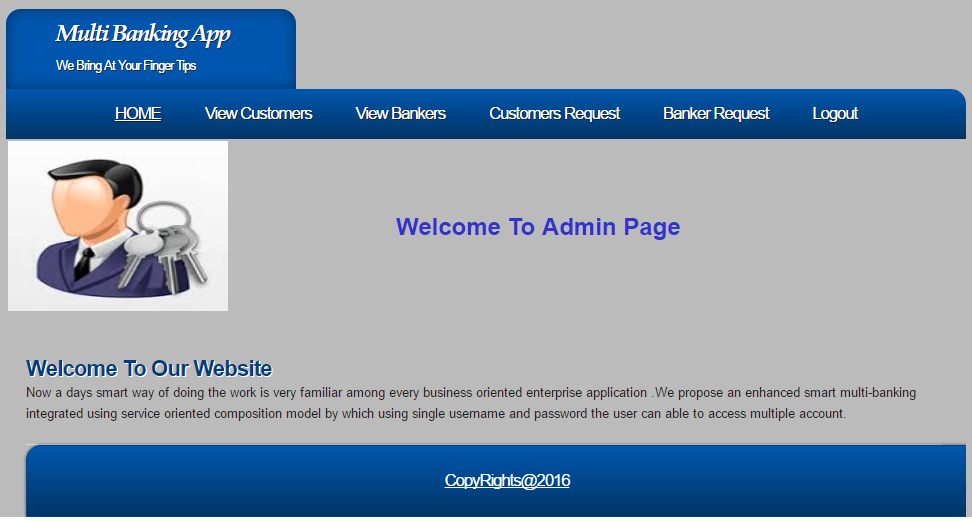 Multi Banking App
We Bring At Your Finger Tips
HOME View Customers View Bankers Customers Request Banker Request Logout
Welcome To Admin Page
Welcome To Our Website
Now a days smart way of doing the work is very familiar among every business oriented enterprise application .We propose an enhanced smart multi-banking
integrated using service oriented composition model by which using single username and password the user can able to access multiple account.
CopyRights@2016